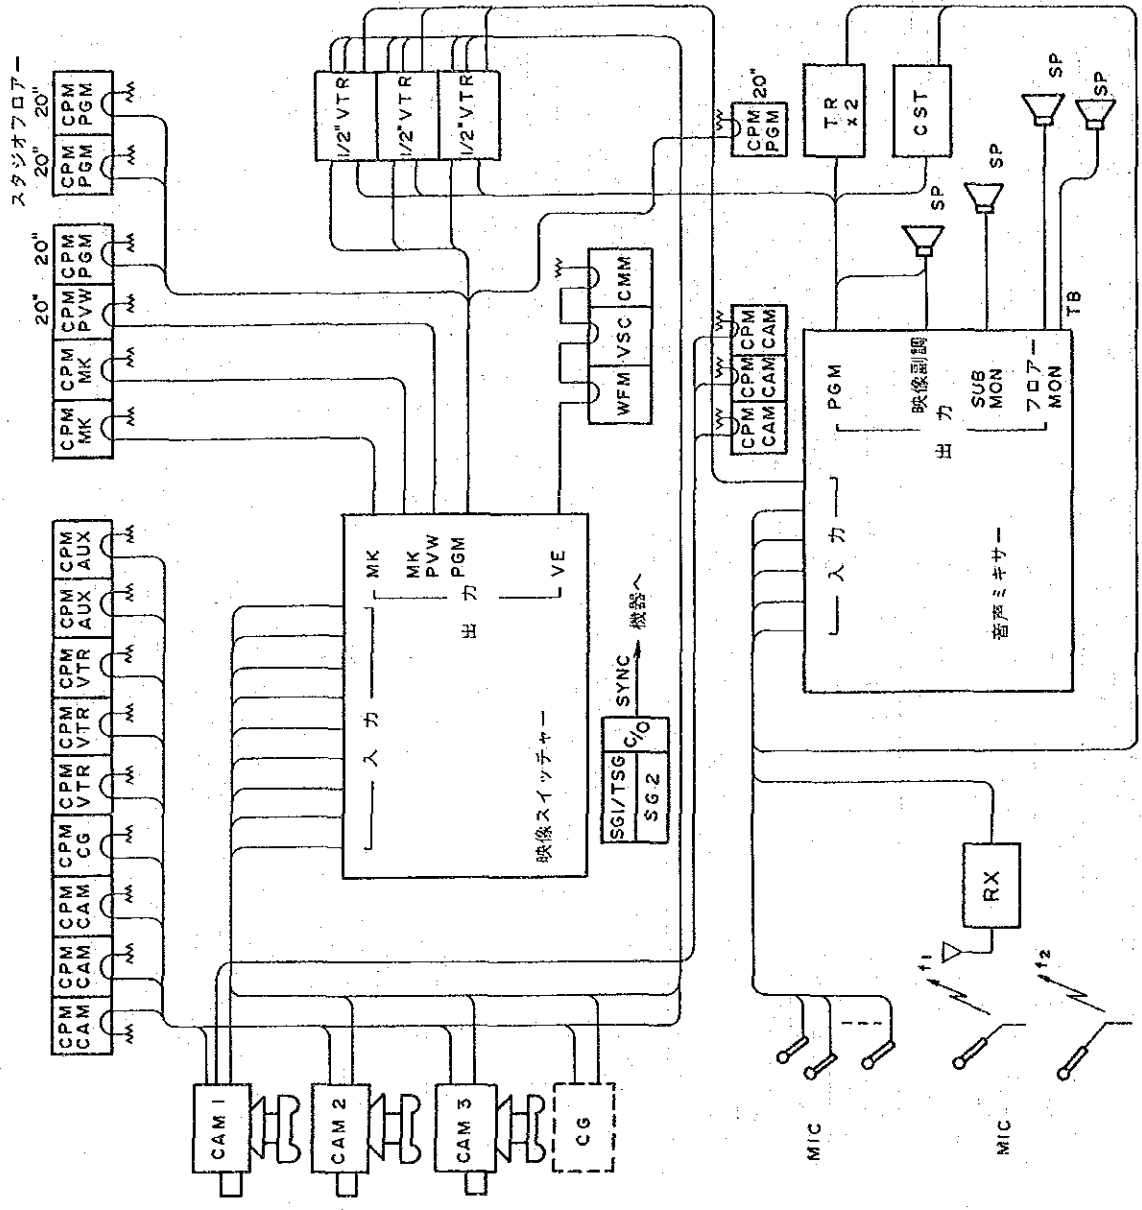 スタジオフロアー
20" 20"
CPM PGM
CPM PGM
20" 20"
CPM PGM
CPM PVW
CPM MK
CPM MK
CPM AUX
CPM AUX
CPM VTR
CPM VTR
CPM VTR
CPM CG
CPM CAM
CPM CAM
CPM CAM
CAM 1
CAM 2
CAM 3
CG
1/2" VTR
1/2" VTR
1/2" VTR
MK
MK
PVW
PGM
VE
出力
入力
映像スイッチャー
CMM
VSC
WFM
SG1/TSG
SG2
C/O
SYNC
機器へ
20"
CPM PGM
CPM CAM
CPM CAM
CPM CAM
TR
x2
CST
SP
SP
SP
SP
TB
PGM
映像副調
SUB
MON
フロアー
MON
出力
入力
音声ミキサー
RX
f1
f2
MIC
MIC